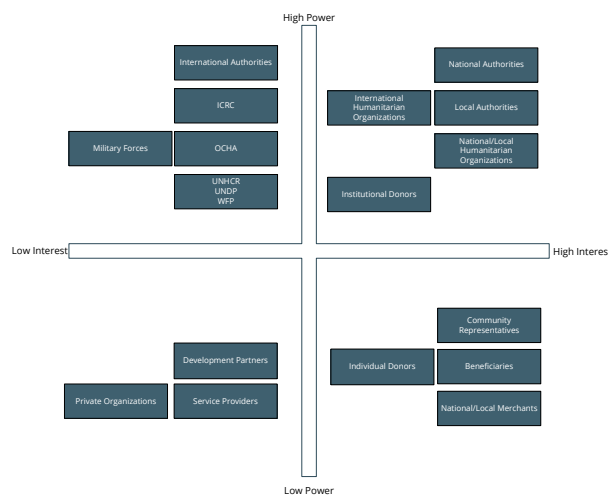 High Power
International Authorities
National Authorities
ICRC
International
Humanitarian
Organizations
Local Authorities
Military Forces
OCHA
National/Local
Humanitarian
Organizations
UNHCR
UNDP
WFP
Institutional Donors
Low Interest
High Interes
Community
Representatives
Development Partners
Individual Donors
Beneficiaries
Private Organizations
Service Providers
National/Local Merchants
Low Power